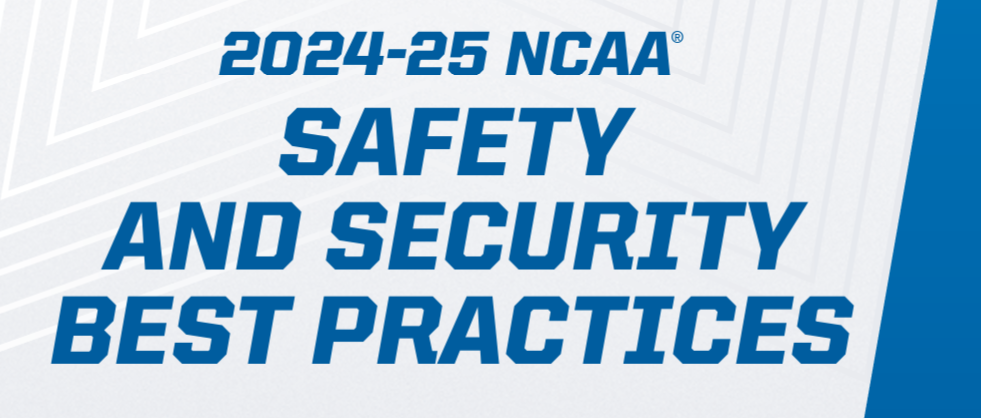 2024-25 NCAA®
SAFETY
AND SECURITY
BEST PRACTICES